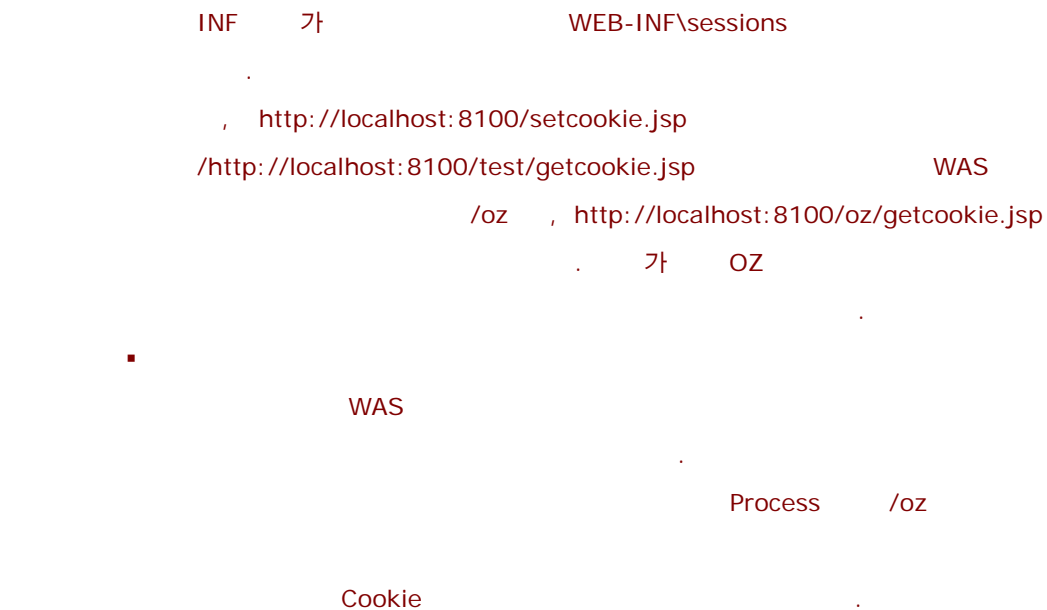 INF 가 WEB-INF\sessions
.
, http://localhost:8100/setcookie.jsp
/http://localhost:8100/test/getcookie.jsp WAS
/oz , http://localhost:8100/oz/getcookie.jsp
. 가 OZ
.
▪
WAS
.
Process /oz
Cookie .